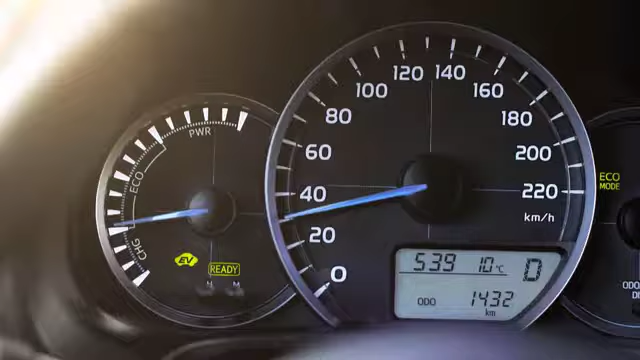 PWR
ECO
CHG
EV
READY
0
20
40
60
80
100
120
140
160
180
200
220
km/h
539 10°C D
ODO 1432
km
ECO
MODE
ODO